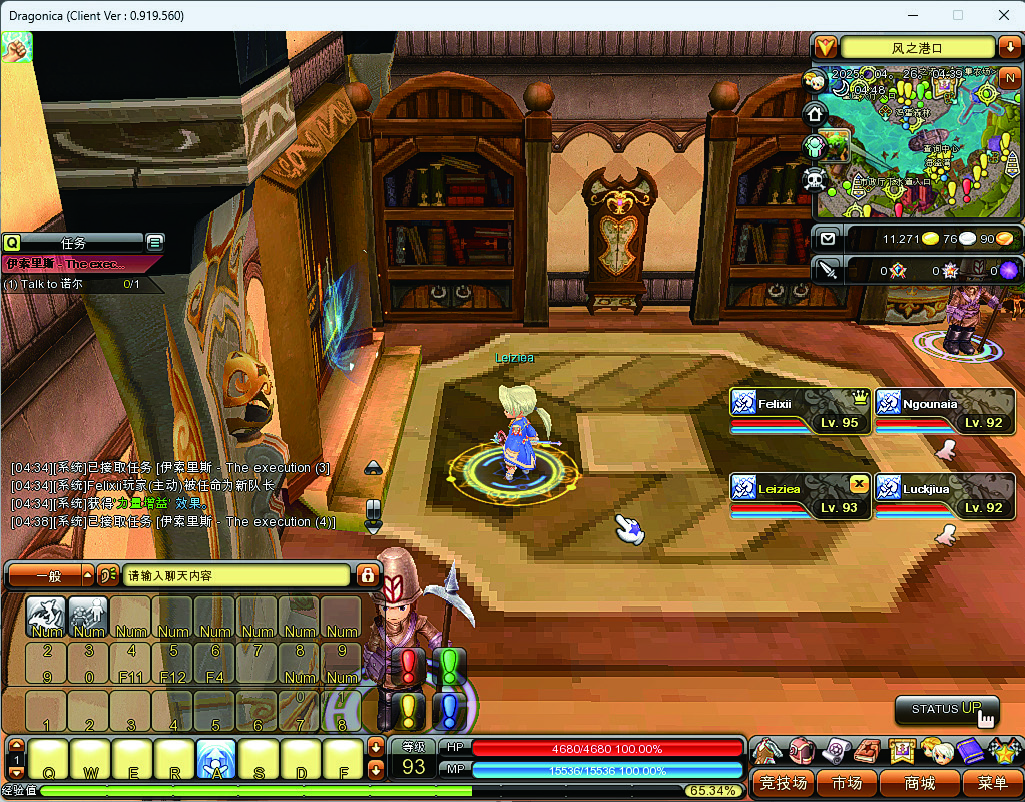 Dragonica (Client Ver : 0.919.560)
风之港口
N
Q 任务
伊索里斯 - The exec...
(1) Talk to 诺尔 0/1
11.271 76 90
0 0 0
Leiziea
Felixii
Lv. 95
Ngounaia
Lv. 92
Leiziea
Lv. 93
Luckjiua
Lv. 92
[04:34][系统]已接取任务 [伊索里斯 - The execution (3]
[04:34][系统]Felixii玩家(主动)被任命为新队长
[04:34][系统]获得'力量增益' 效果。
[04:38][系统]已接取任务 [伊索里斯 - The execution (4)]
一般
请输入聊天内容
Num Num Num Num Num Num Num Num
2 3 4 5 6 7 8 9
9 0 F11 F12 F4 Num Num
0 1
1 2 3 4 5 6 7 8
STATUS UP
1
Q W E R A S D F
等级
93
HP 4680/4680 100.00%
MP 15536/15536 100.00%
经验值 65.34%
竞技场 市场 商城 菜单